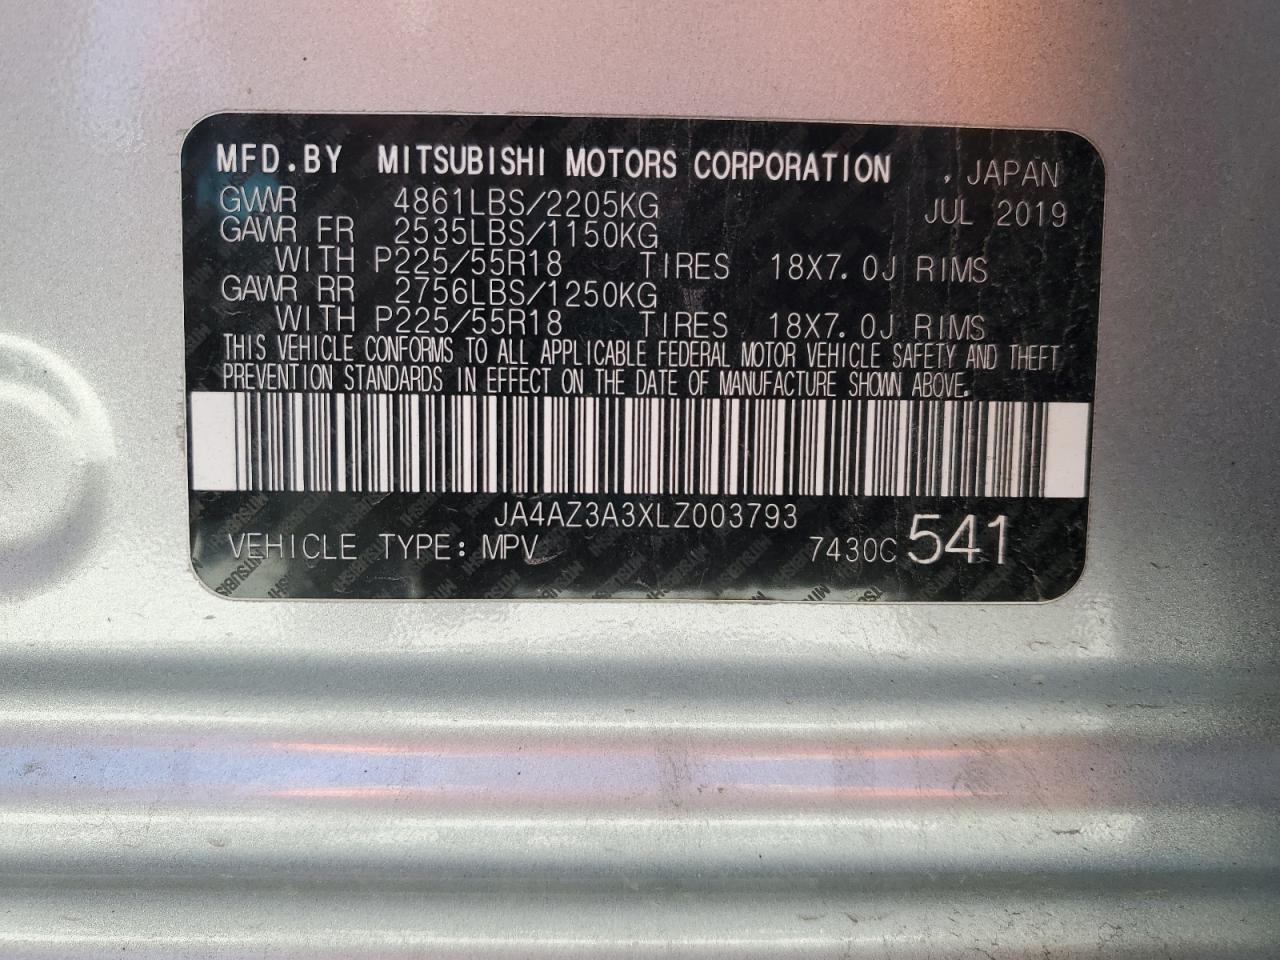 MFD.BY MITSUBISHI MOTORS CORPORATION , JAPAN
GVWR 4861LBS/2205KG JUL 2019
GAWR FR 2535LBS/1150KG
WITH P225/55R18 TIRES 18X7.0J RIMS
GAWR RR 2756LBS/1250KG
WITH P225/55R18 TIRES 18X7.0J RIMS
THIS VEHICLE CONFORMS TO ALL APPLICABLE FEDERAL MOTOR VEHICLE SAFETY AND THEFT
PREVENTION STANDARDS IN EFFECT ON THE DATE OF MANUFACTURE SHOWN ABOVE.
JA4AZ3A3XLZ003793
VEHICLE TYPE: MPV 7430C 541